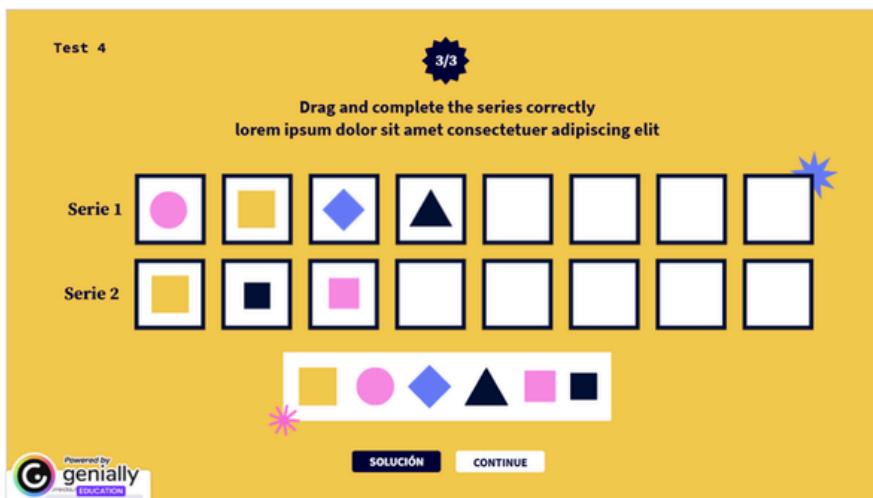 Test 4
3/3
Drag and complete the series correctly
lorem ipsum dolor sit amet consectetuer adipiscing elit
Serie 1
Serie 2
SOLUCIÓN
CONTINUE
Powered by
genially
EDUCATION